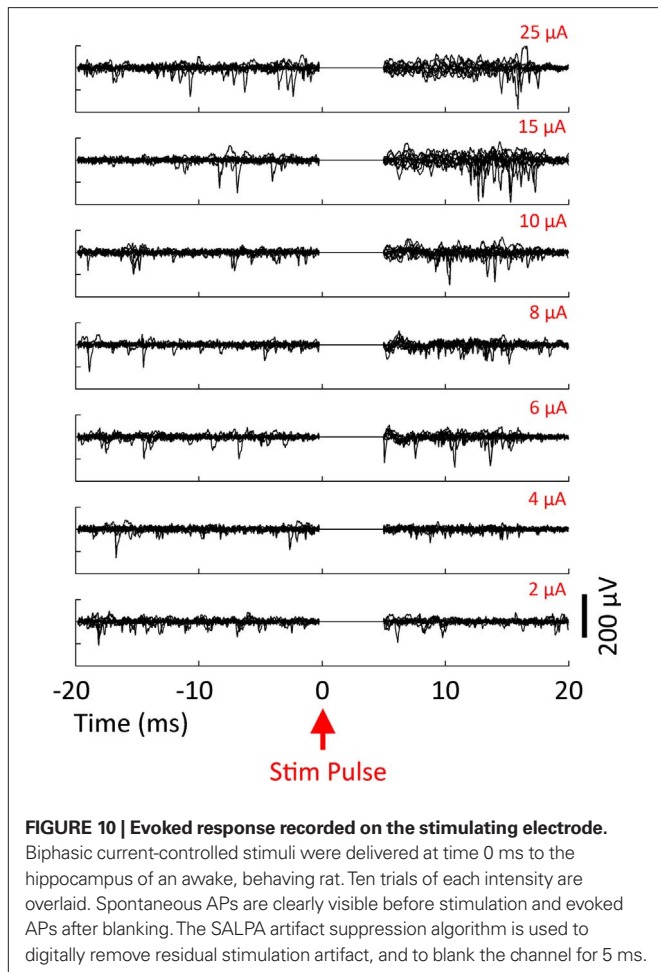 25 µA
15 µA
10 µA
8 µA
6 µA
4 µA
2 µA
200 µV
-20 -10 0 10 20
Time (ms)
Stim Pulse
FIGURE 10 | Evoked response recorded on the stimulating electrode.
Biphasic current-controlled stimuli were delivered at time 0 ms to the
hippocampus of an awake, behaving rat. Ten trials of each intensity are
overlaid. Spontaneous APs are clearly visible before stimulation and evoked
APs after blanking. The SALPA artifact suppression algorithm is used to
digitally remove residual stimulation artifact, and to blank the channel for 5 ms.